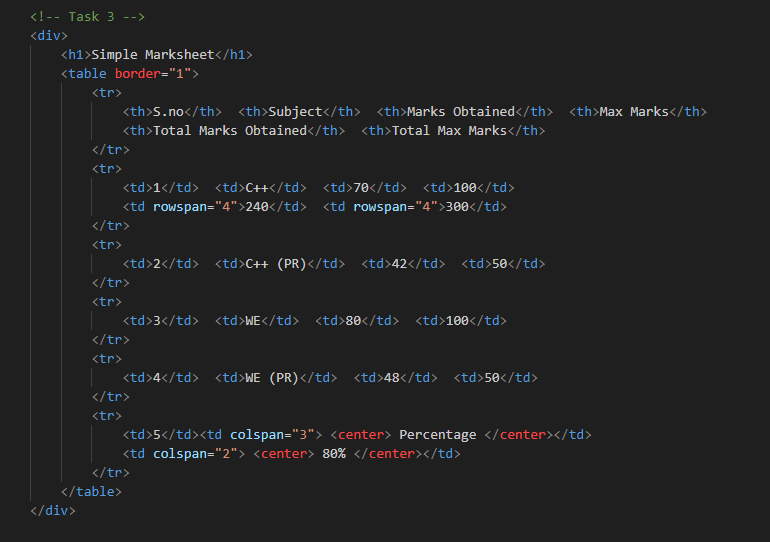 <!-- Task 3 -->
<div>
<h1>Simple Marksheet</h1>
<table border="1">
<tr>
<th>S.no</th>  <th>Subject</th>  <th>Marks Obtained</th>  <th>Max Marks</th>
<th>Total Marks Obtained</th>  <th>Total Max Marks</th>
</tr>
<tr>
<td>1</td>  <td>C++</td>  <td>70</td>  <td>100</td>
<td rowspan="4">240</td>  <td rowspan="4">300</td>
</tr>
<tr>
<td>2</td>  <td>C++ (PR)</td>  <td>42</td>  <td>50</td>
</tr>
<tr>
<td>3</td>  <td>WE</td>  <td>80</td>  <td>100</td>
</tr>
<tr>
<td>4</td>  <td>WE (PR)</td>  <td>48</td>  <td>50</td>
</tr>
<tr>
<td>5</td><td colspan="3"> <center> Percentage </center></td>
<td colspan="2"> <center> 80% </center></td>
</tr>
</table>
</div>